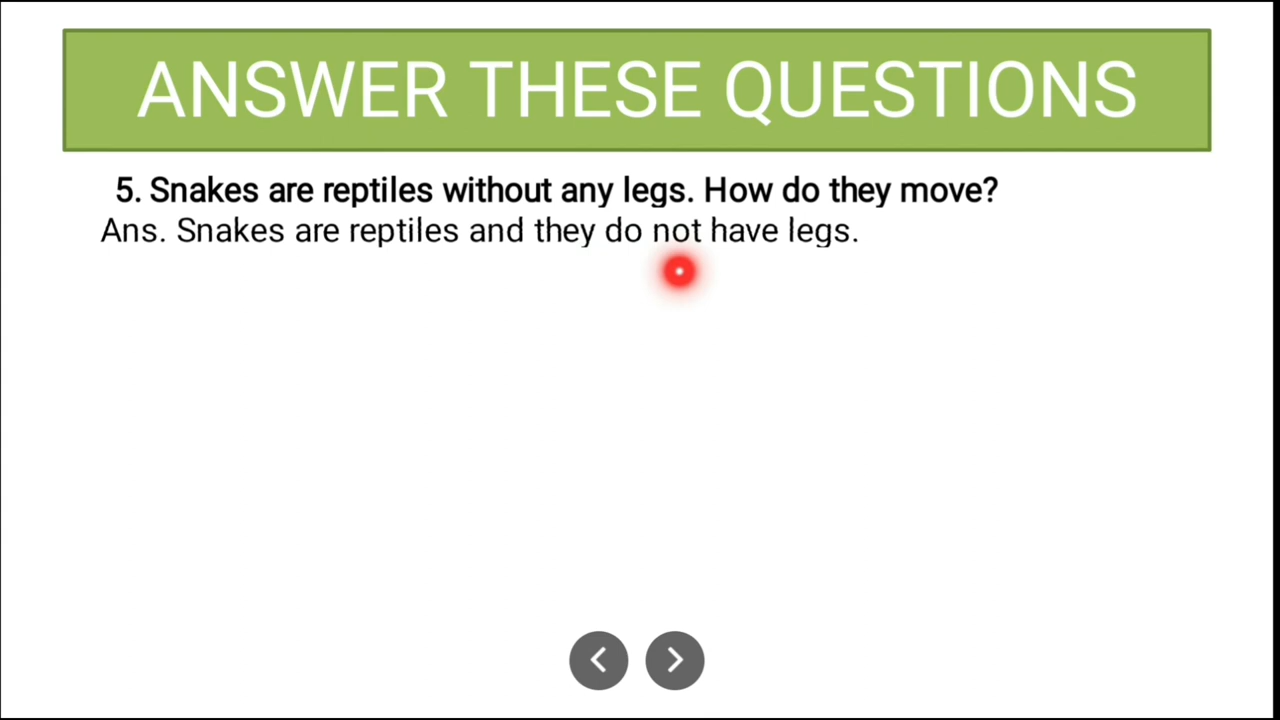 ANSWER THESE QUESTIONS
5. Snakes are reptiles without any legs. How do they move?
Ans. Snakes are reptiles and they do not have legs.